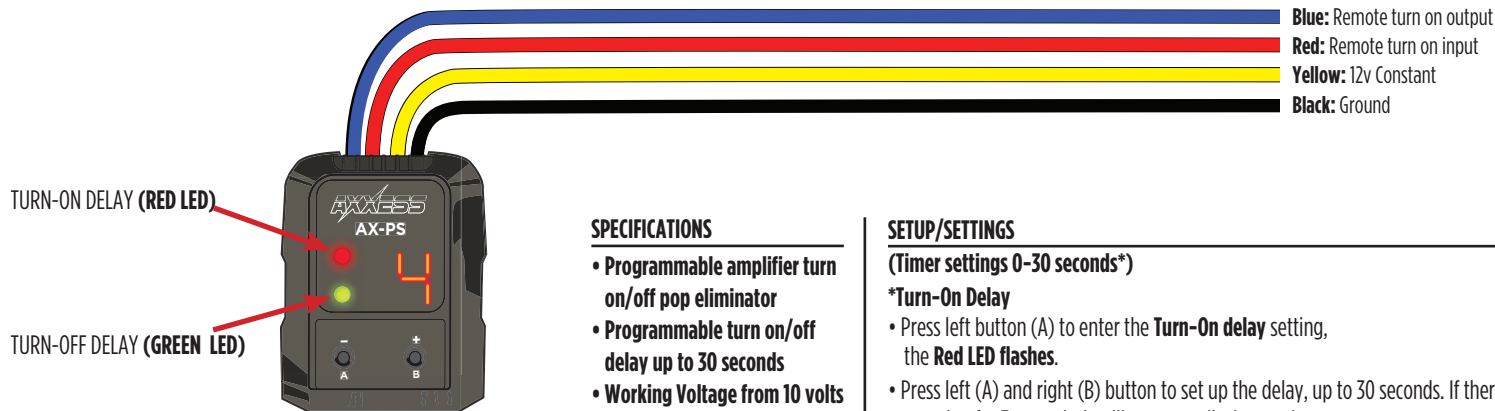 Blue: Remote turn on output
Red: Remote turn on input
Yellow: 12v Constant
Black: Ground
TURN-ON DELAY (RED LED)
TURN-OFF DELAY (GREEN LED)
AXXESS
AX-PS
4
- +
A B
SPECIFICATIONS
• Programmable amplifier turn
on/off pop eliminator
• Programmable turn on/off
delay up to 30 seconds
• Working Voltage from 10 volts
SETUP/SETTINGS
(Timer settings 0-30 seconds*)
*Turn-On Delay
• Press left button (A) to enter the Turn-On delay setting,
the Red LED flashes.
• Press left (A) and right (B) button to set up the delay, up to 30 seconds. If ther